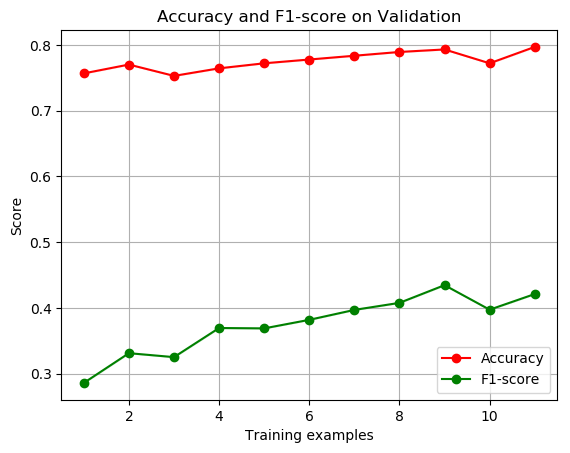 Accuracy and F1-score on Validation
0.8
0.7
0.6
0.5
0.4
0.3
Score
2
4
6
8
10
Training examples
Accuracy
F1-score